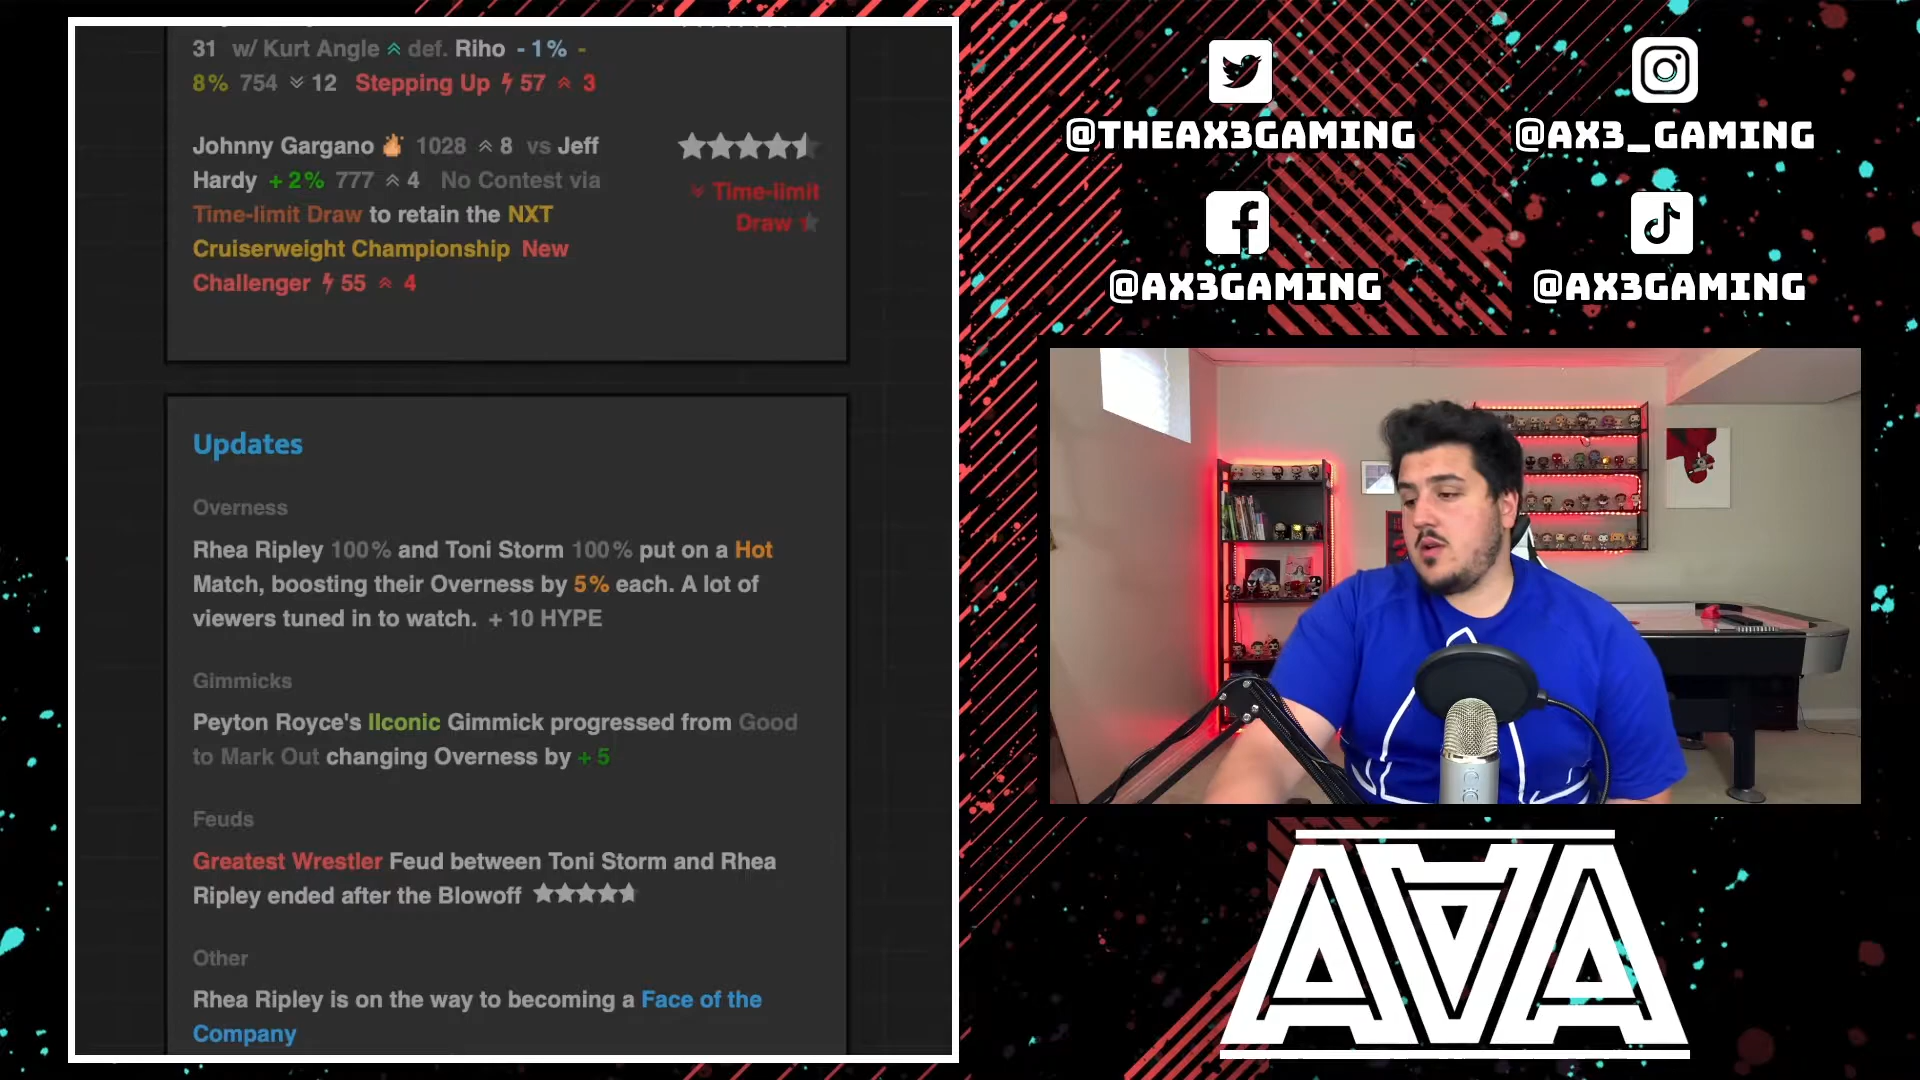 31 w/ Kurt Angle def. Riho - 1% -
8% 754 12 Stepping Up 57 3
Johnny Gargano 1028 8 vs Jeff
Hardy + 2% 777 4 No Contest via
Time-limit Draw to retain the NXT
Cruiserweight Championship New
Challenger 55 4
Time-limit
Draw
Updates
Overness
Rhea Ripley 100% and Toni Storm 100% put on a Hot
Match, boosting their Overness by 5% each. A lot of
viewers tuned in to watch. + 10 HYPE
Gimmicks
Peyton Royce's IIconic Gimmick progressed from Good
to Mark Out changing Overness by + 5
Feuds
Greatest Wrestler Feud between Toni Storm and Rhea
Ripley ended after the Blowoff
Other
Rhea Ripley is on the way to becoming a Face of the
Company
@THEAX3GAMING
@AX3_GAMING
@AX3GAMING
@AX3GAMING